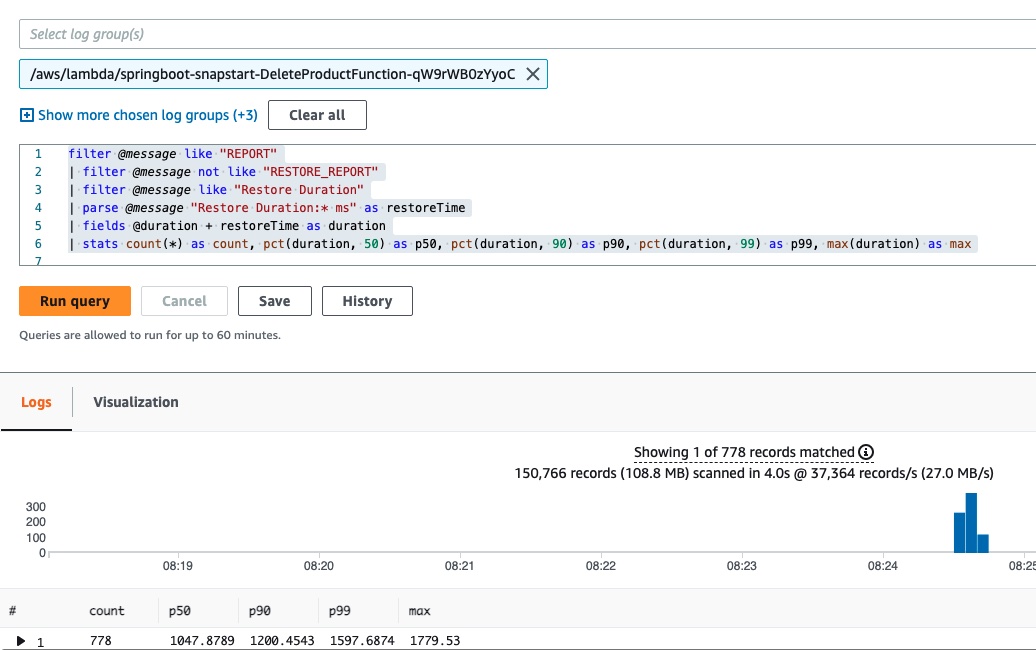 Select log group(s)
/aws/lambda/springboot-snapstart-DeleteProductFunction-qW9rWB0zYyoC
Show more chosen log groups (+3) Clear all
1 filter @message like "REPORT"
2 | filter @message not like "RESTORE_REPORT"
3 | filter @message like "Restore Duration"
4 | parse @message "Restore Duration:* ms" as restoreTime
5 | fields @duration + restoreTime as duration
6 | stats count(*) as count, pct(duration, 50) as p50, pct(duration, 90) as p90, pct(duration, 99) as p99, max(duration) as max
7
Run query Cancel Save History
Queries are allowed to run for up to 60 minutes.
Logs Visualization
Showing 1 of 778 records matched
150,766 records (108.8 MB) scanned in 4.0s @ 37,364 records/s (27.0 MB/s)
300
200
100
0
08:19 08:20 08:21 08:22 08:23 08:24 08:25
# count p50 p90 p99 max
1 778 1047.8789 1200.4543 1597.6874 1779.53